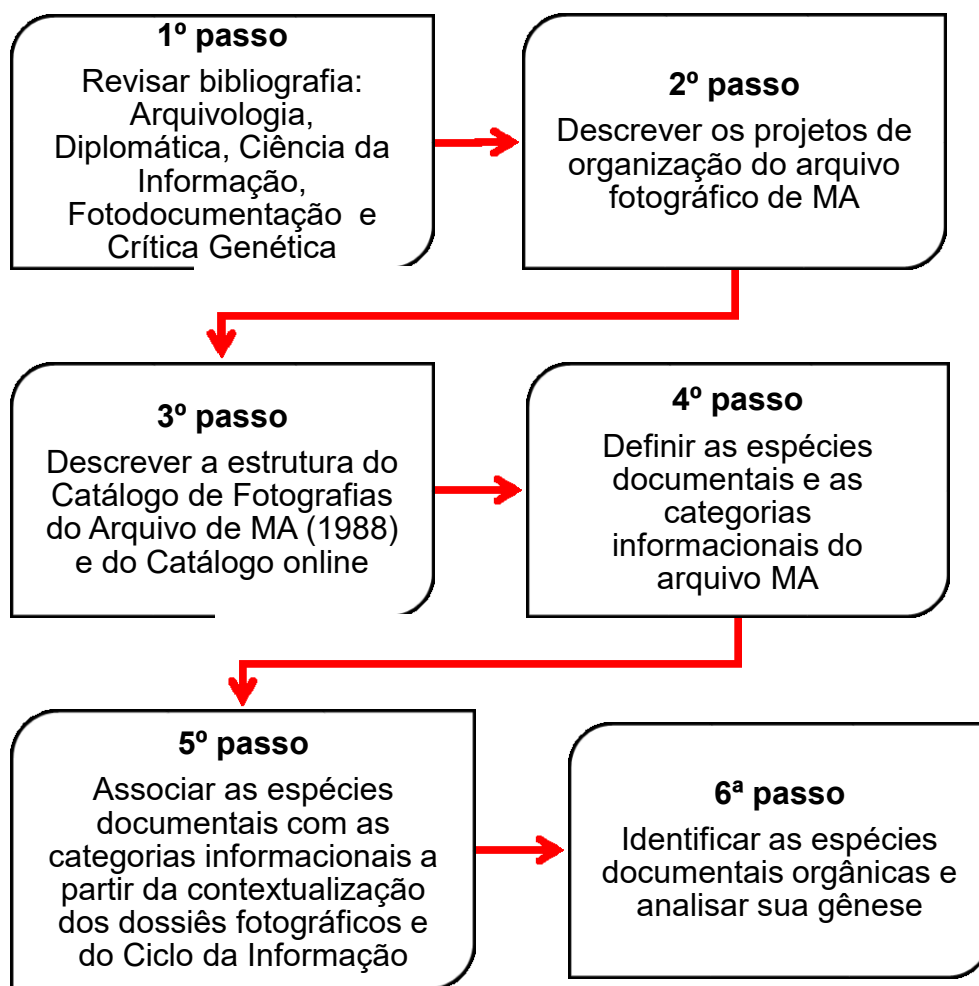 1º passo
Revisar bibliografia:
Arquivologia,
Diplomática, Ciência da
Informação,
Fotodocumentação e
Crítica Genética
2º passo
Descrever os projetos de
organização do arquivo
fotográfico de MA
3º passo
Descrever a estrutura do
Catálogo de Fotografias
do Arquivo de MA (1988)
e do Catálogo online
4º passo
Definir as espécies
documentais e as
categorias
informacionais do
arquivo MA
5º passo
Associar as espécies
documentais com as
categorias informacionais a
partir da contextualização
dos dossiês fotográficos e
do Ciclo da Informação
6ª passo
Identificar as espécies
documentais orgânicas e
analisar sua gênese